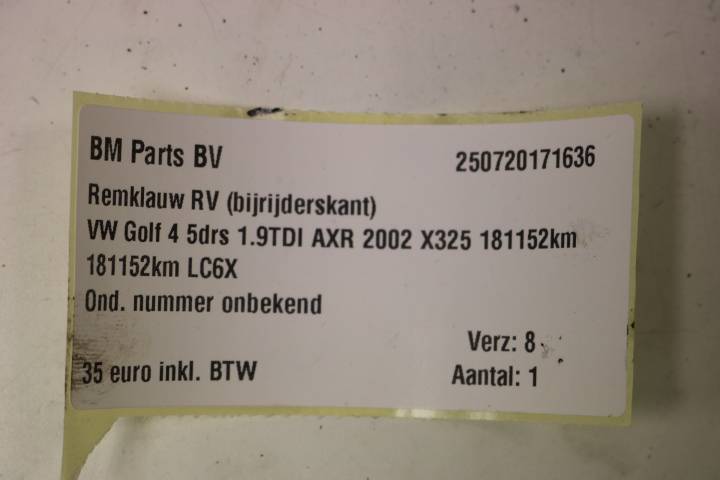 BM Parts BV 250720171636
Remklauw RV (bijrijderskant)
VW Golf 4 5drs 1.9TDI AXR 2002 X325 181152km
181152km LC6X
Ond. nummer onbekend
Verz: 8
35 euro inkl. BTW Aantal: 1